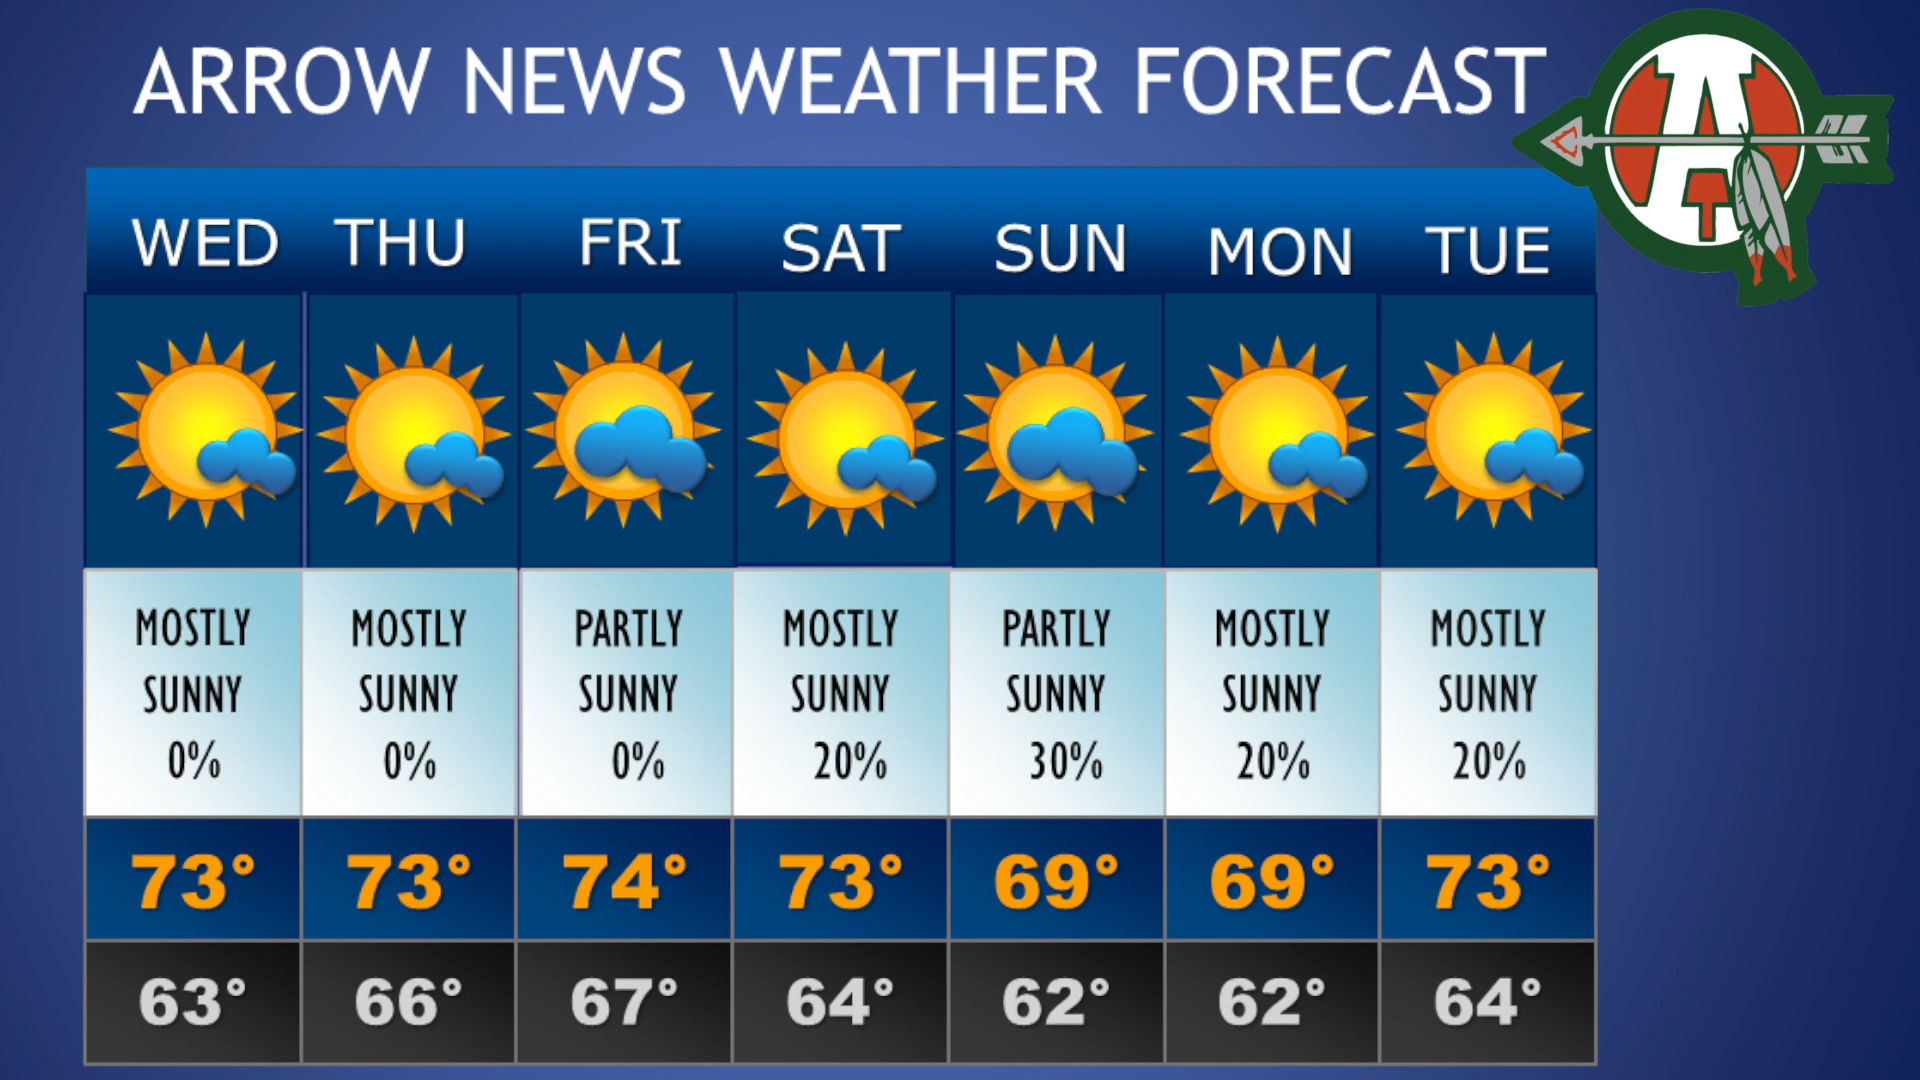 ARROW NEWS WEATHER FORECAST
A
WED THU FRI SAT SUN MON TUE
MOSTLY MOSTLY PARTLY MOSTLY PARTLY MOSTLY MOSTLY
SUNNY SUNNY SUNNY SUNNY SUNNY SUNNY SUNNY
0% 0% 0% 20% 30% 20% 20%
73° 73° 74° 73° 69° 69° 73°
63° 66° 67° 64° 62° 62° 64°